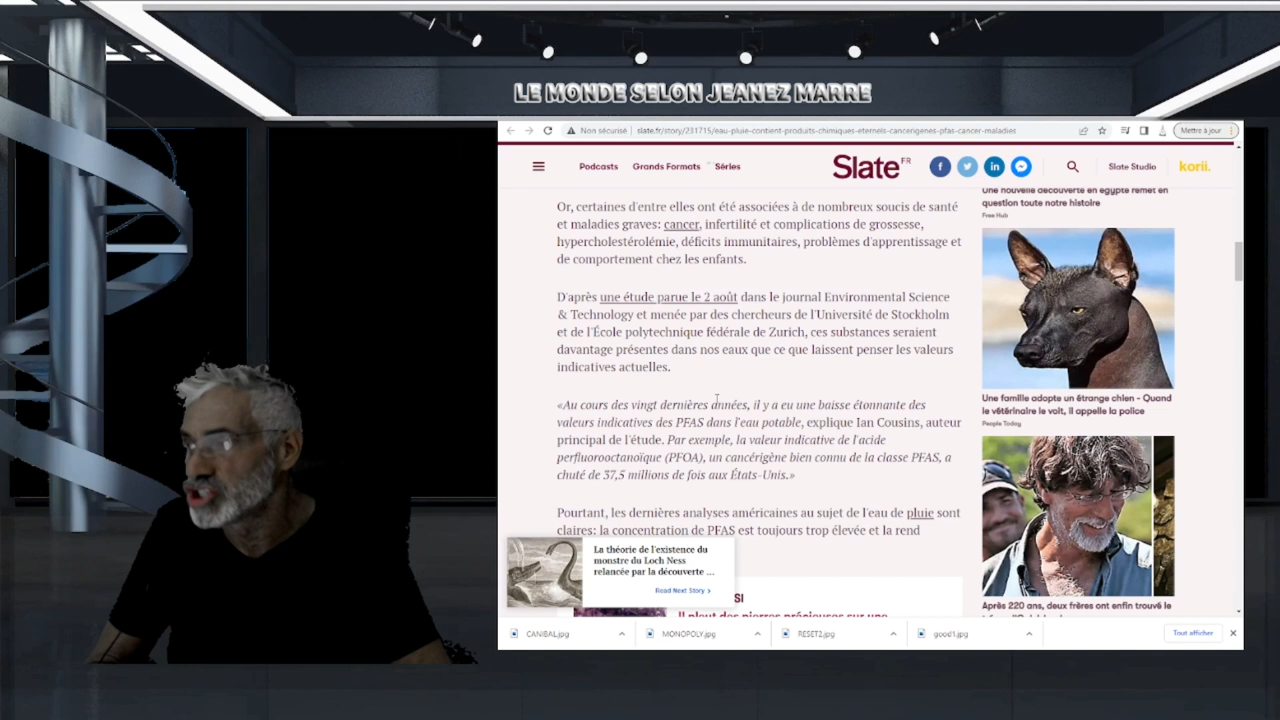 LE MONDE SELON JEANEZ MARRE
Non sécurisé | slate.fr/story/231715/eau-pluie-contient-produits-chimiques-eternels-cancerigenes-pfas-cancer-maladies
Mettre à jour
Podcasts Grands Formats Séries
Slate FR
Slate Studio
korii.
Or, certaines d'entre elles ont été associées à de nombreux soucis de santé
et maladies graves: cancer, infertilité et complications de grossesse,
hypercholestérolémie, déficits immunitaires, problèmes d'apprentissage et
de comportement chez les enfants.
D'après une étude parue le 2 août dans le journal Environmental Science
& Technology et menée par des chercheurs de l'Université de Stockholm
et de l'École polytechnique fédérale de Zurich, ces substances seraient
davantage présentes dans nos eaux que ce que laissent penser les valeurs
indicatives actuelles.
«Au cours des vingt dernières années, il y a eu une baisse étonnante des
valeurs indicatives des PFAS dans l'eau potable, explique Ian Cousins, auteur
principal de l'étude. Par exemple, la valeur indicative de l'acide
perfluorooctanoïque (PFOA), un cancérigène bien connu de la classe PFAS, a
chuté de 37,5 millions de fois aux États-Unis.»
Pourtant, les dernières analyses américaines au sujet de l'eau de pluie sont
claires: la concentration de PFAS est toujours trop élevée et la rend
La théorie de l'existence du
monstre du Loch Ness
relancée par la découverte ...
Read Next Story >
SI
Il pleut des pierres précieuses sur une
Une nouvelle découverte en égypte remet en
question toute notre histoire
Free Hub
Une famille adopte un étrange chien - Quand
le vétérinaire le voit, il appelle la police
People Today
Après 220 ans, deux frères ont enfin trouvé le
CANIBAL.jpg
MONOPOLY.jpg
RESET2.jpg
good1.jpg
Tout afficher